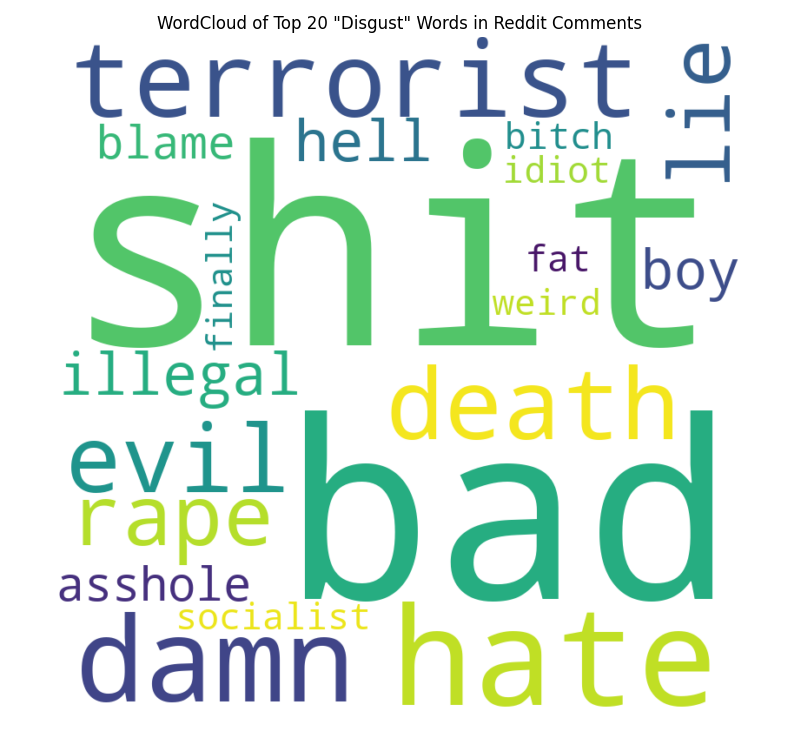 WordCloud of Top 20 "Disgust" Words in Reddit Comments
terrorist
lie
blame
hell
bitch
idiot
shit
finally
fat
boy
weird
illegal
death
evil
bad
rape
asshole
socialist
damn
hate